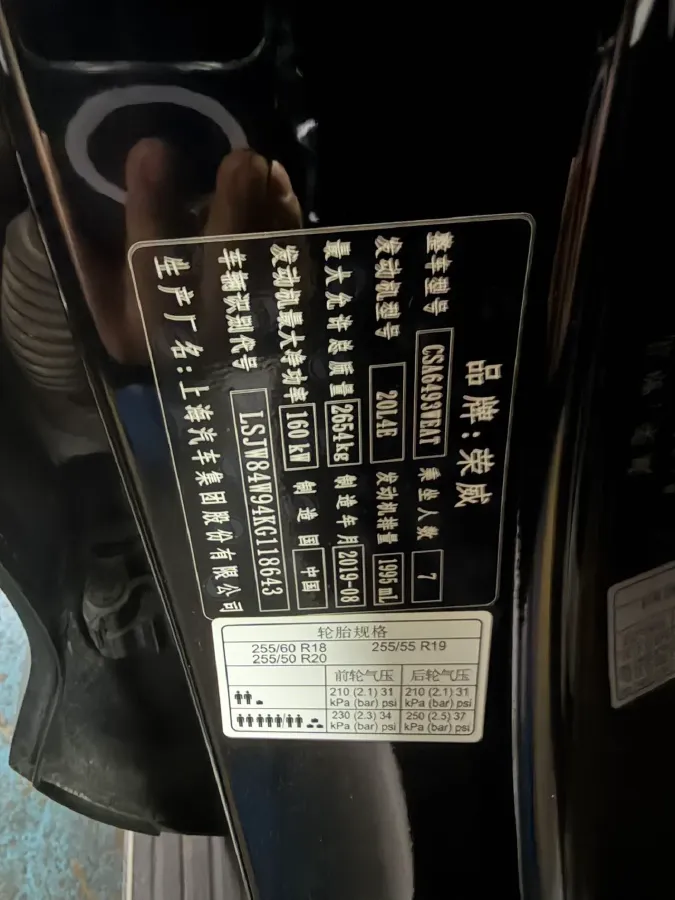 品牌：荣威
整车型号 CSA6493TEAT 乘坐人数 7
发动机型号 20L4E 发动机排量 1995 mL
最大允许总质量 2654kg 制造年月 2019-08
发动机最大净功率 160 kW 制造国 中国
车辆识别代号 LSJW84W94KG118643
生产厂名：上海汽车集团股份有限公司
轮胎规格
255/60 R18 255/55 R19
255/50 R20
前轮气压 后轮气压
210 (2.1) 31 210 (2.1) 31
kPa (bar) psi kPa (bar) psi
230 (2.3) 34 250 (2.5) 37
kPa (bar) psi kPa (bar) psi